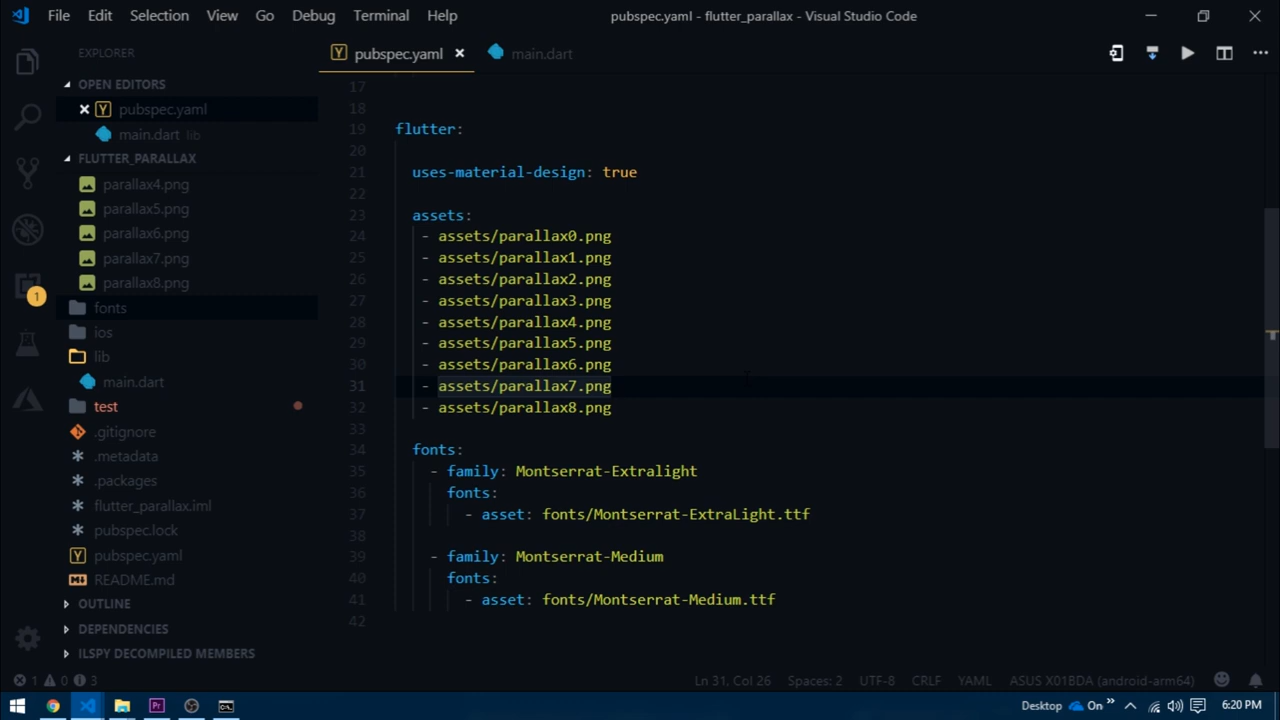 File Edit Selection View Go Debug Terminal Help pubspec.yaml - flutter_parallax - Visual Studio Code
EXPLORER
pubspec.yaml main.dart
OPEN EDITORS
pubspec.yaml
main.dart lib
FLUTTER_PARALLAX
parallax4.png
parallax5.png
parallax6.png
parallax7.png
parallax8.png
fonts
ios
lib
main.dart
test
.gitignore
.metadata
.packages
flutter_parallax.iml
pubspec.lock
pubspec.yaml
README.md
OUTLINE
DEPENDENCIES
ILSPY DECOMPILED MEMBERS
1
17
18
19 flutter:
20
21 uses-material-design: true
22
23 assets:
24 - assets/parallax0.png
25 - assets/parallax1.png
26 - assets/parallax2.png
27 - assets/parallax3.png
28 - assets/parallax4.png
29 - assets/parallax5.png
30 - assets/parallax6.png
31 - assets/parallax7.png
32 - assets/parallax8.png
33
34 fonts:
35 - family: Montserrat-Extralight
36 fonts:
37 - asset: fonts/Montserrat-ExtraLight.ttf
38
39 - family: Montserrat-Medium
40 fonts:
41 - asset: fonts/Montserrat-Medium.ttf
42
1 0 3 Ln 31, Col 26 Spaces: 2 UTF-8 CRLF YAML ASUS X01BDA (android-arm64)
Pr Desktop On 6:20 PM